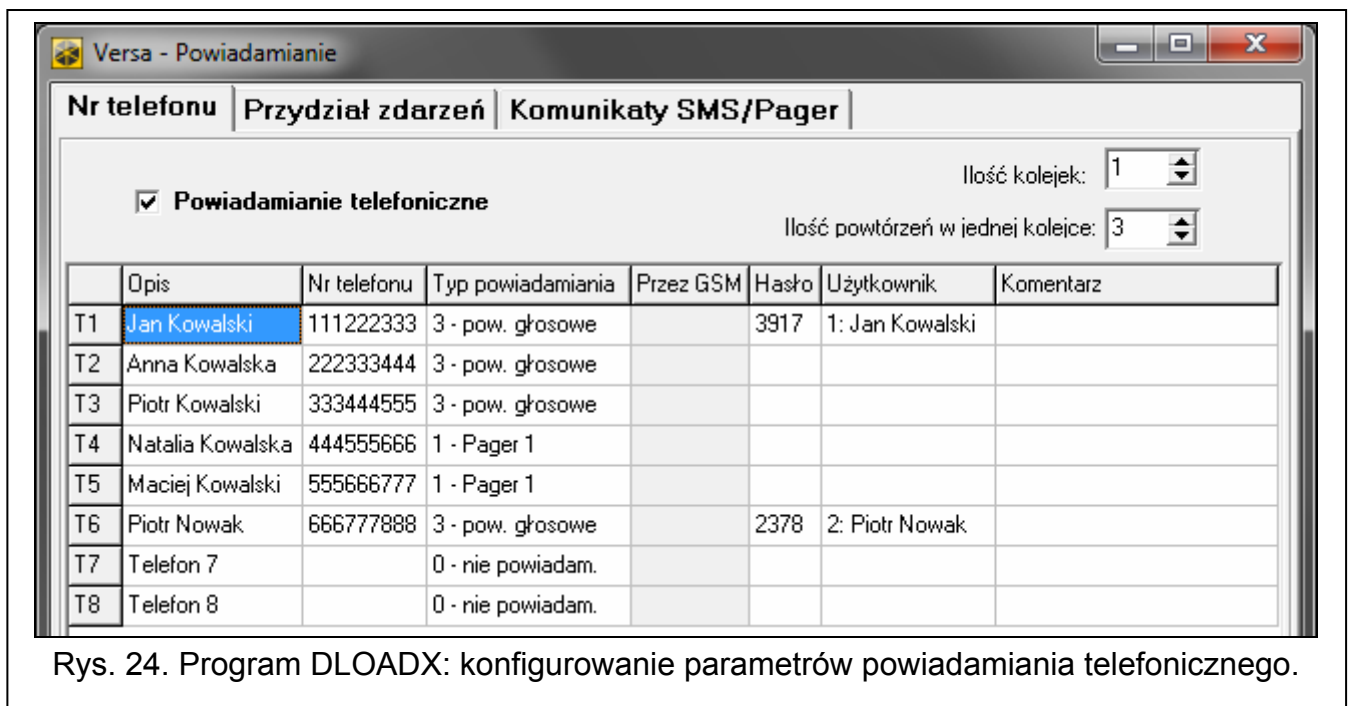 Versa - Powiadamianie
Nr telefonu Przydział zdarzeń Komunikaty SMS/Pager
Ilość kolejek: 1
Powiadamianie telefoniczne
Ilość powtórzeń w jednej kolejce: 3
Opis Nr telefonu Typ powiadamiania Przez GSM Hasło Użytkownik Komentarz
T1 Jan Kowalski 111222333 3 - pow. głosowe 3917 1: Jan Kowalski
T2 Anna Kowalska 222333444 3 - pow. głosowe
T3 Piotr Kowalski 333444555 3 - pow. głosowe
T4 Natalia Kowalska 444555666 1 - Pager 1
T5 Maciej Kowalski 555666777 1 - Pager 1
T6 Piotr Nowak 666777888 3 - pow. głosowe 2378 2: Piotr Nowak
T7 Telefon 7 0 - nie powiadam.
T8 Telefon 8 0 - nie powiadam.
Rys. 24. Program DLOADX: konfigurowanie parametrów powiadamiania telefonicznego.